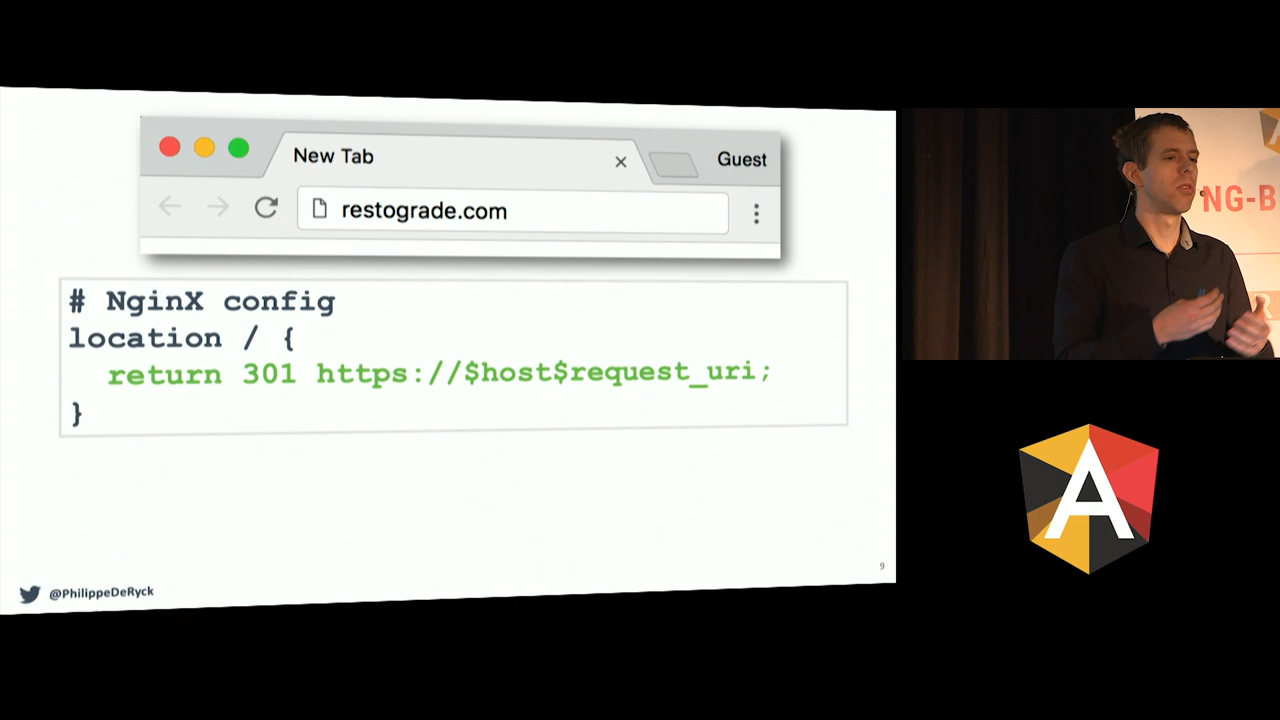 New Tab
Guest
restograde.com
# NginX config
location / {
return 301 https://$host$request_uri;
}
@PhilippeDeRyck
9
NG-B
R
A